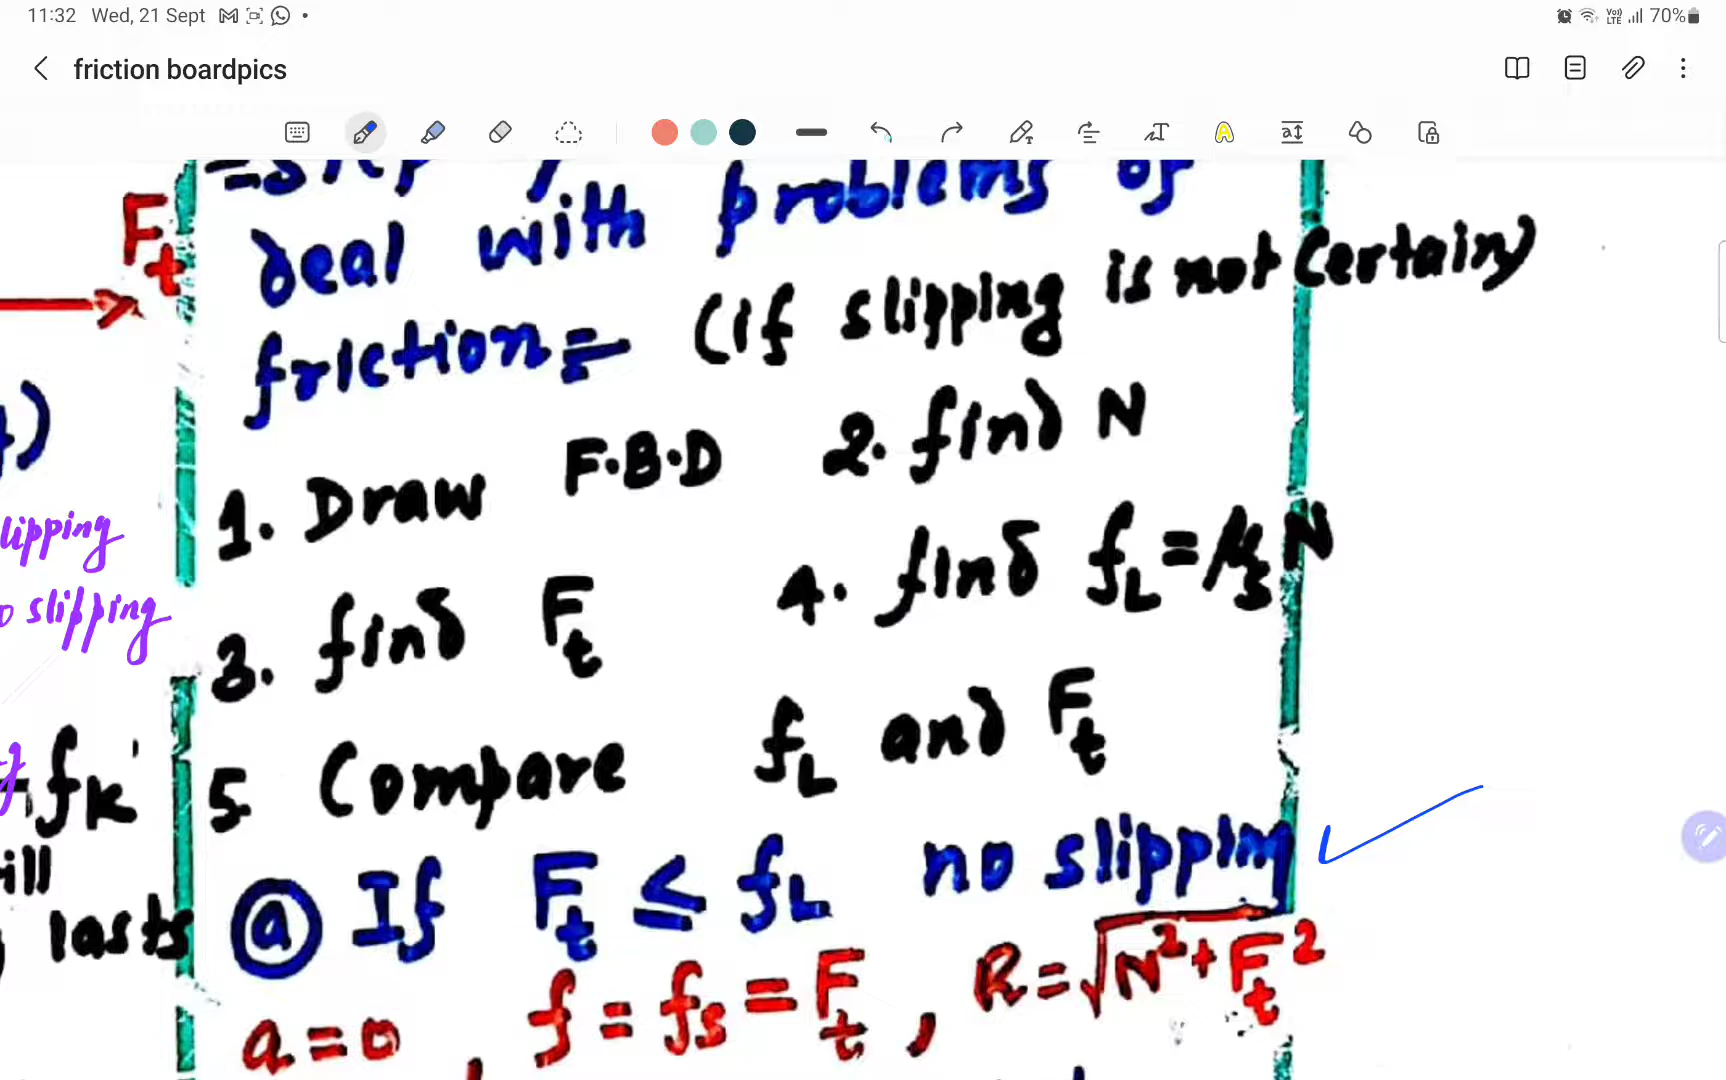 11:32 Wed, 21 Sept
70%
friction boardpics
deal with problems of
friction= (if slipping is not certain)
1. Draw F.B.D 2. find N
3. find Ft 4. find fL = μs N
5. Compare fL and Ft
(a) If Ft ≤ fL no slipping
a = 0, f = fs = Ft, R = √N² + Ft²
Ft
lipping
o slipping
fk
ill
lasts